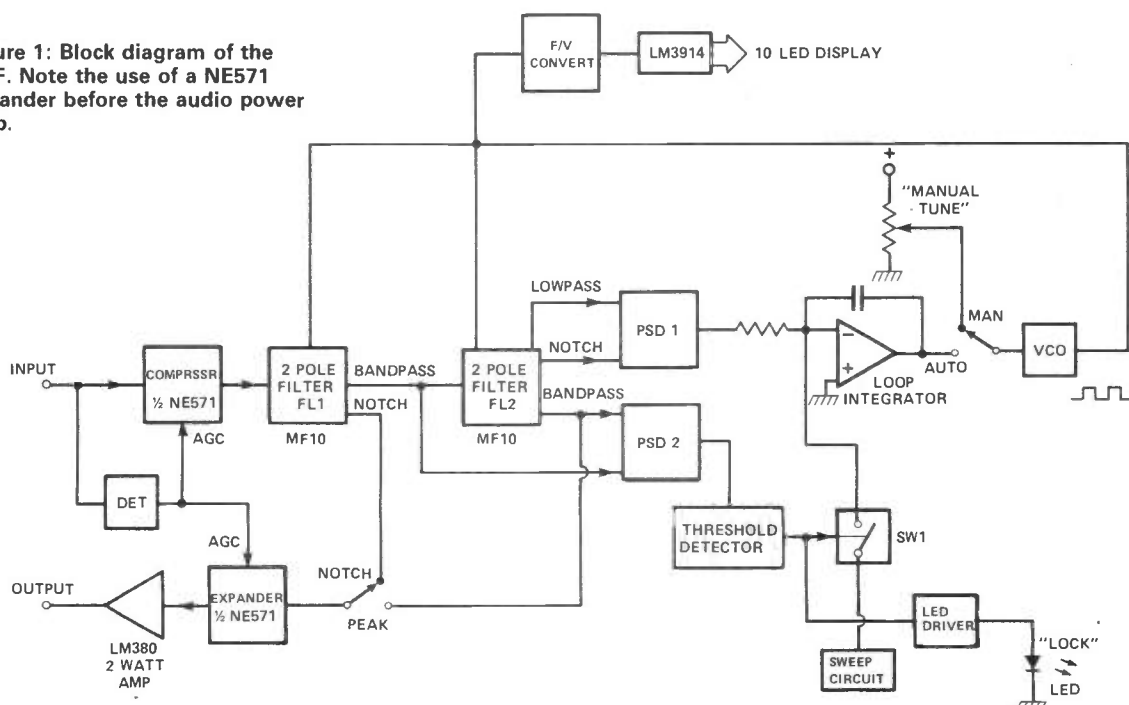 ure 1: Block diagram of the
F. Note the use of a NE571
ander before the audio power
p.
F/V
CONVERT
LM3914
10 LED DISPLAY
+
"MANUAL
TUNE"
LOWPASS
PSD 1
NOTCH
MAN
VCO
AUTO
−
+
LOOP
INTEGRATOR
INPUT
COMPRSSR
½ NE571
2 POLE
FILTER
FL1
BANDPASS
NOTCH
MF10
2 POLE
FILTER
FL2
BANDPASS
MF10
PSD 2
AGC
DET
THRESHOLD
DETECTOR
SW1
AGC
NOTCH
OUTPUT
EXPANDER
½ NE571
PEAK
LM380
2 WATT
AMP
LED
DRIVER
"LOCK"
LED
SWEEP
CIRCUIT